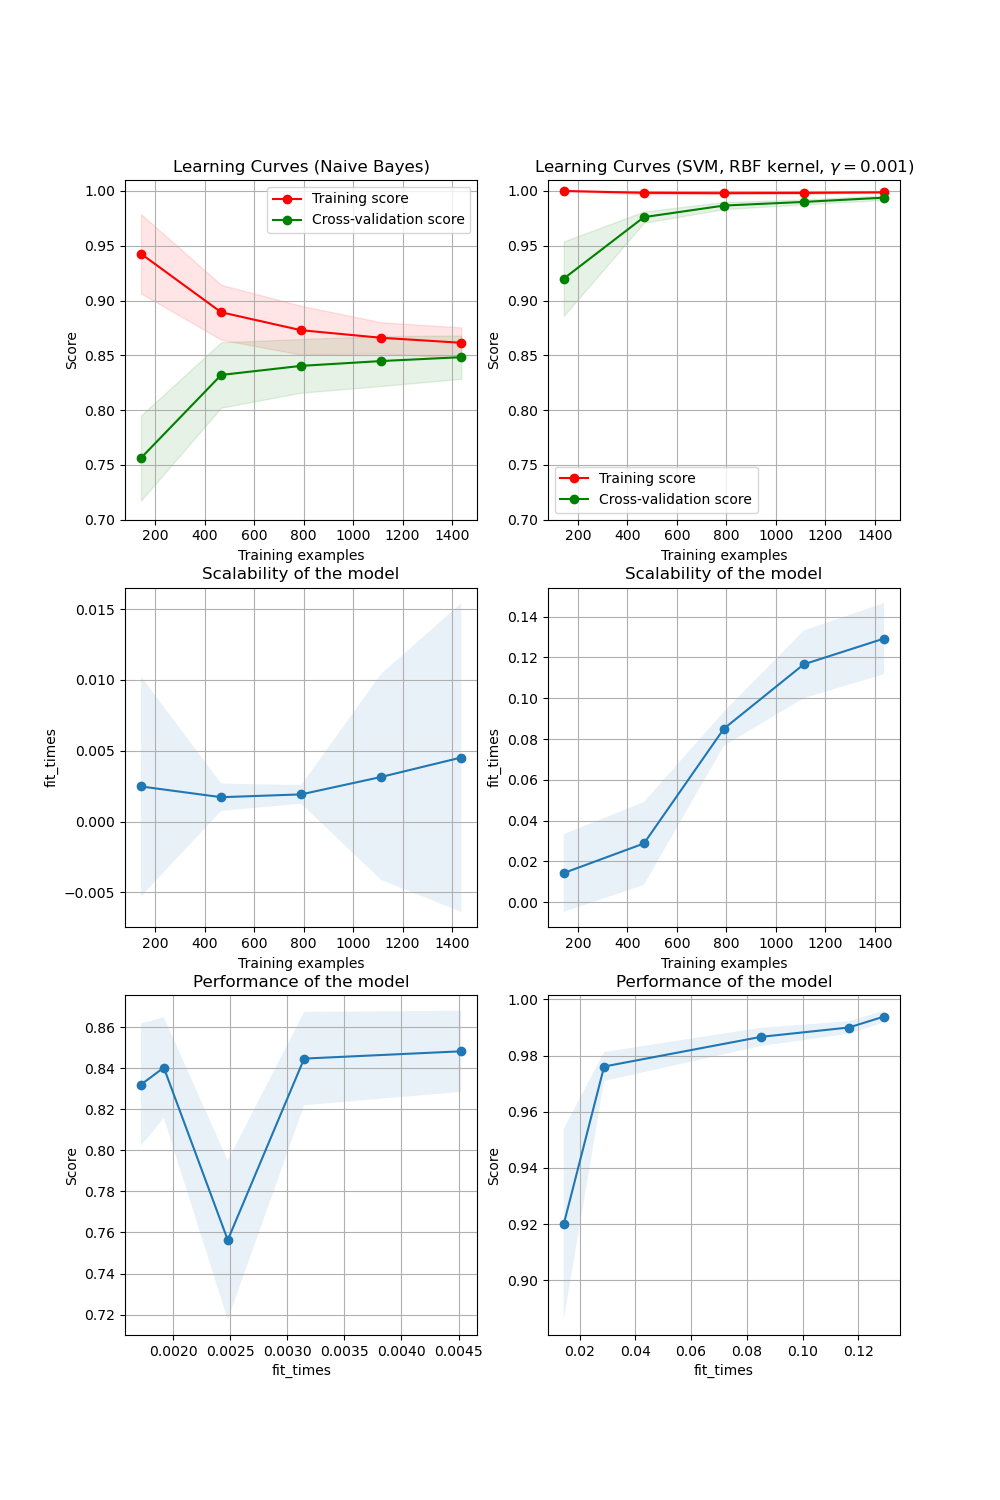 Learning Curves (Naive Bayes)
Score
1.00
0.95
0.90
0.85
0.80
0.75
0.70
Training score
Cross-validation score
200 400 600 800 1000 1200 1400
Training examples
Learning Curves (SVM, RBF kernel, γ = 0.001)
Score
1.00
0.95
0.90
0.85
0.80
0.75
0.70
Training score
Cross-validation score
200 400 600 800 1000 1200 1400
Training examples
Scalability of the model
fit_times
0.015
0.010
0.005
0.000
−0.005
200 400 600 800 1000 1200 1400
Training examples
Scalability of the model
fit_times
0.14
0.12
0.10
0.08
0.06
0.04
0.02
0.00
200 400 600 800 1000 1200 1400
Training examples
Performance of the model
Score
0.86
0.84
0.82
0.80
0.78
0.76
0.74
0.72
0.0020 0.0025 0.0030 0.0035 0.0040 0.0045
fit_times
Performance of the model
Score
1.00
0.98
0.96
0.94
0.92
0.90
0.02 0.04 0.06 0.08 0.10 0.12
fit_times